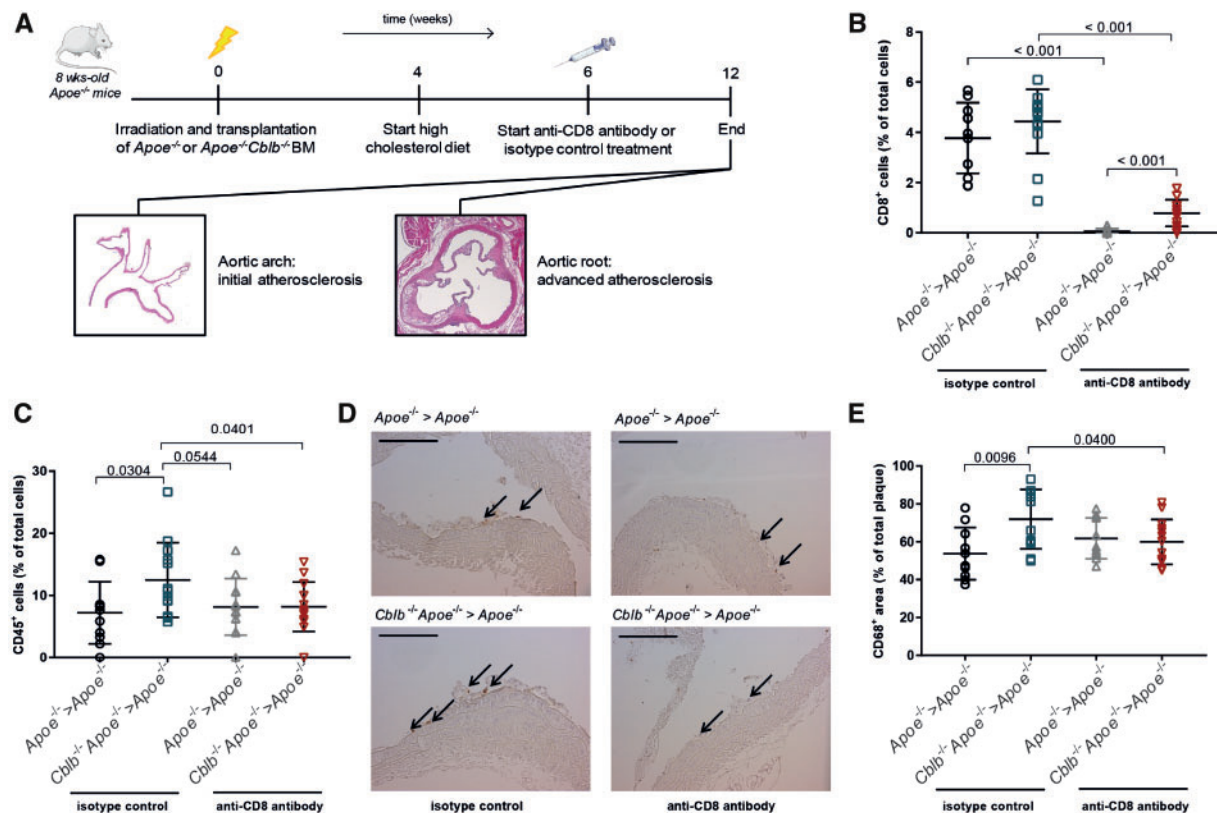 A
time (weeks)
8 wks-old
Apoe-/- mice
0
4
6
12
Irradiation and transplantation
of Apoe-/- or Apoe-/-Cblb-/- BM
Start high
cholesterol diet
Start anti-CD8 antibody or
isotype control treatment
End
Aortic arch:
initial atherosclerosis
Aortic root:
advanced atherosclerosis
B
CD8+ cells (% of total cells)
8
6
4
2
0
< 0.001
< 0.001
< 0.001
Apoe-/->Apoe-/-
Cblb-/- Apoe-/->Apoe-/-
Apoe-/->Apoe-/-
Cblb-/- Apoe-/->Apoe-/-
isotype control
anti-CD8 antibody
C
CD45+ cells (% of total cells)
30
20
10
0
0.0401
0.0304
0.0544
Apoe-/->Apoe-/-
Cblb-/- Apoe-/->Apoe-/-
Apoe-/->Apoe-/-
Cblb-/- Apoe-/->Apoe-/-
isotype control
anti-CD8 antibody
D
Apoe-/- > Apoe-/-
Apoe-/- > Apoe-/-
Cblb-/-Apoe-/- > Apoe-/-
Cblb-/-Apoe-/- > Apoe-/-
isotype control
anti-CD8 antibody
E
CD68+ area (% of total plaque)
100
80
60
40
20
0
0.0096
0.0400
Apoe-/->Apoe-/-
Cblb-/- Apoe-/->Apoe-/-
Apoe-/->Apoe-/-
Cblb-/- Apoe-/->Apoe-/-
isotype control
anti-CD8 antibody